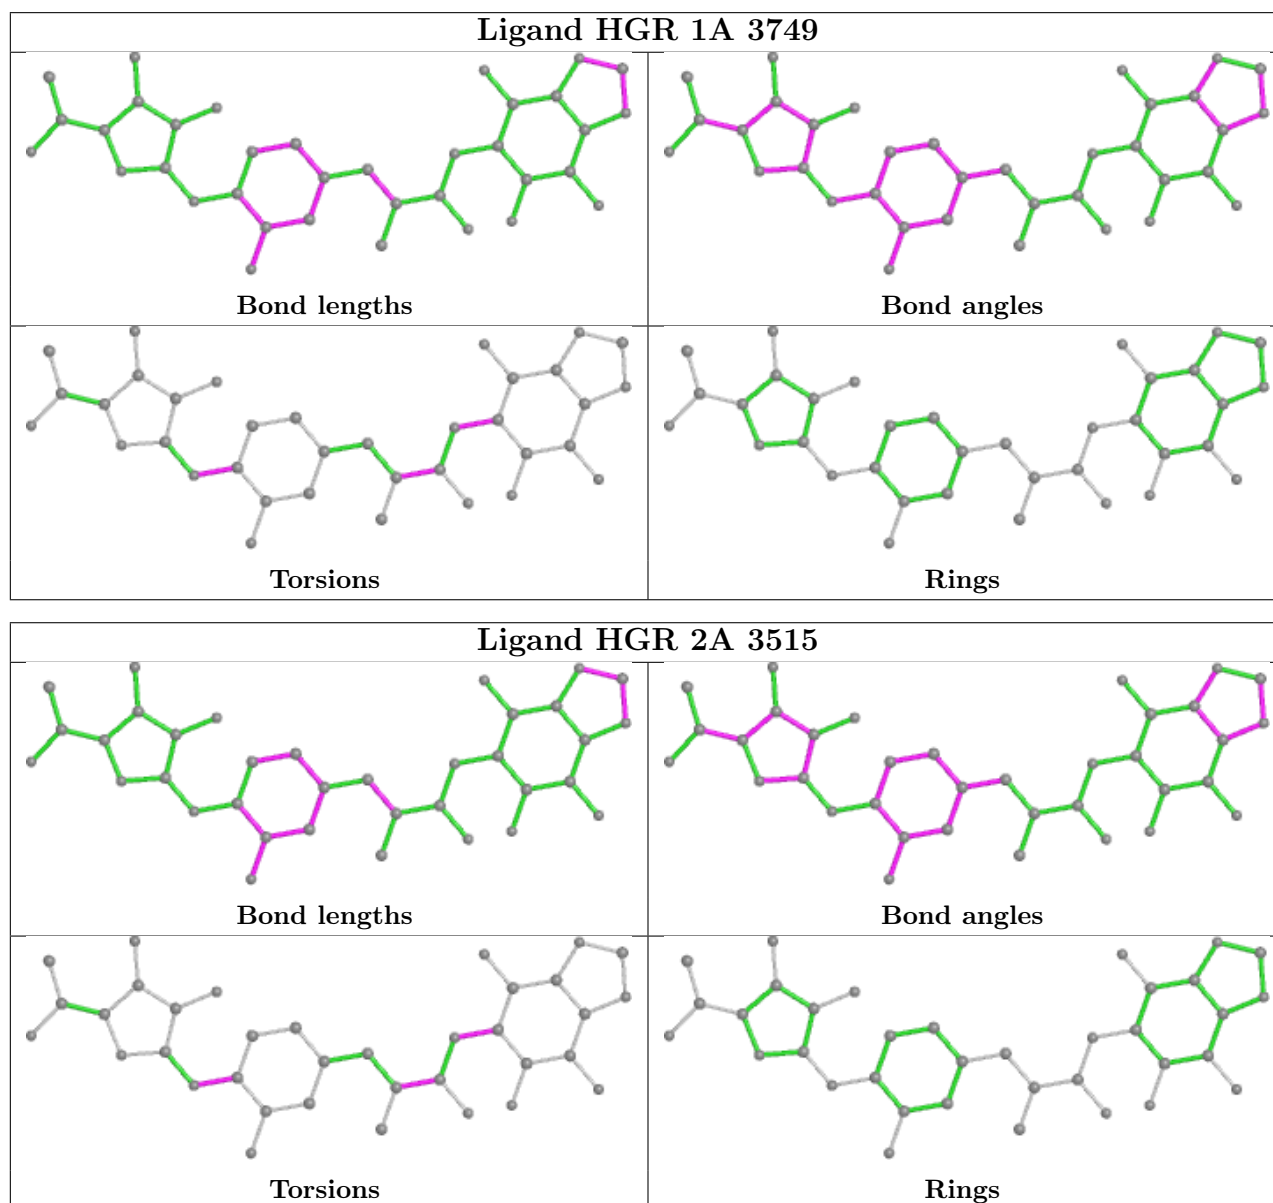 Ligand HGR 1A 3749
Bond lengths
Bond angles
Torsions
Rings
Ligand HGR 2A 3515
Bond lengths
Bond angles
Torsions
Rings